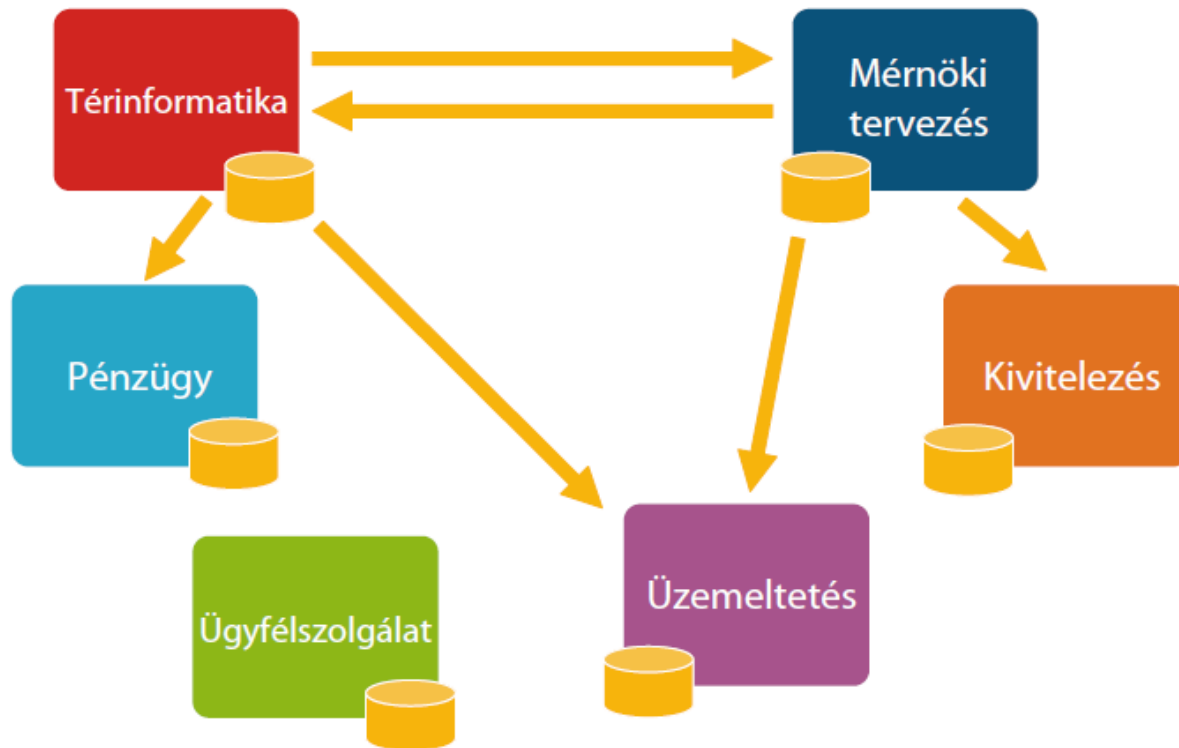 Térinformatika
Mérnöki
tervezés
Pénzügy
Kivitelezés
Ügyfélszolgálat
Üzemeltetés